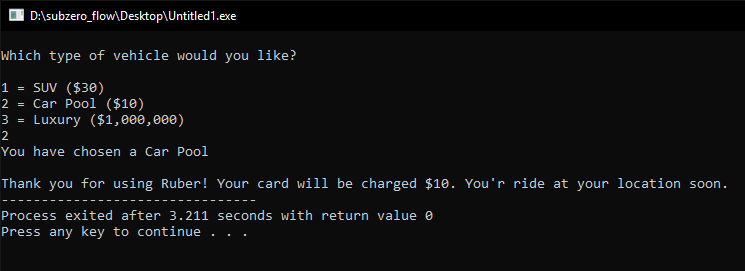 D:\subzero_flow\Desktop\Untitled1.exe
Which type of vehicle would you like?
1 = SUV ($30)
2 = Car Pool ($10)
3 = Luxury ($1,000,000)
2
You have chosen a Car Pool
Thank you for using Ruber! Your card will be charged $10. You'r ride at your location soon.
--------------------------------
Process exited after 3.211 seconds with return value 0
Press any key to continue . . .